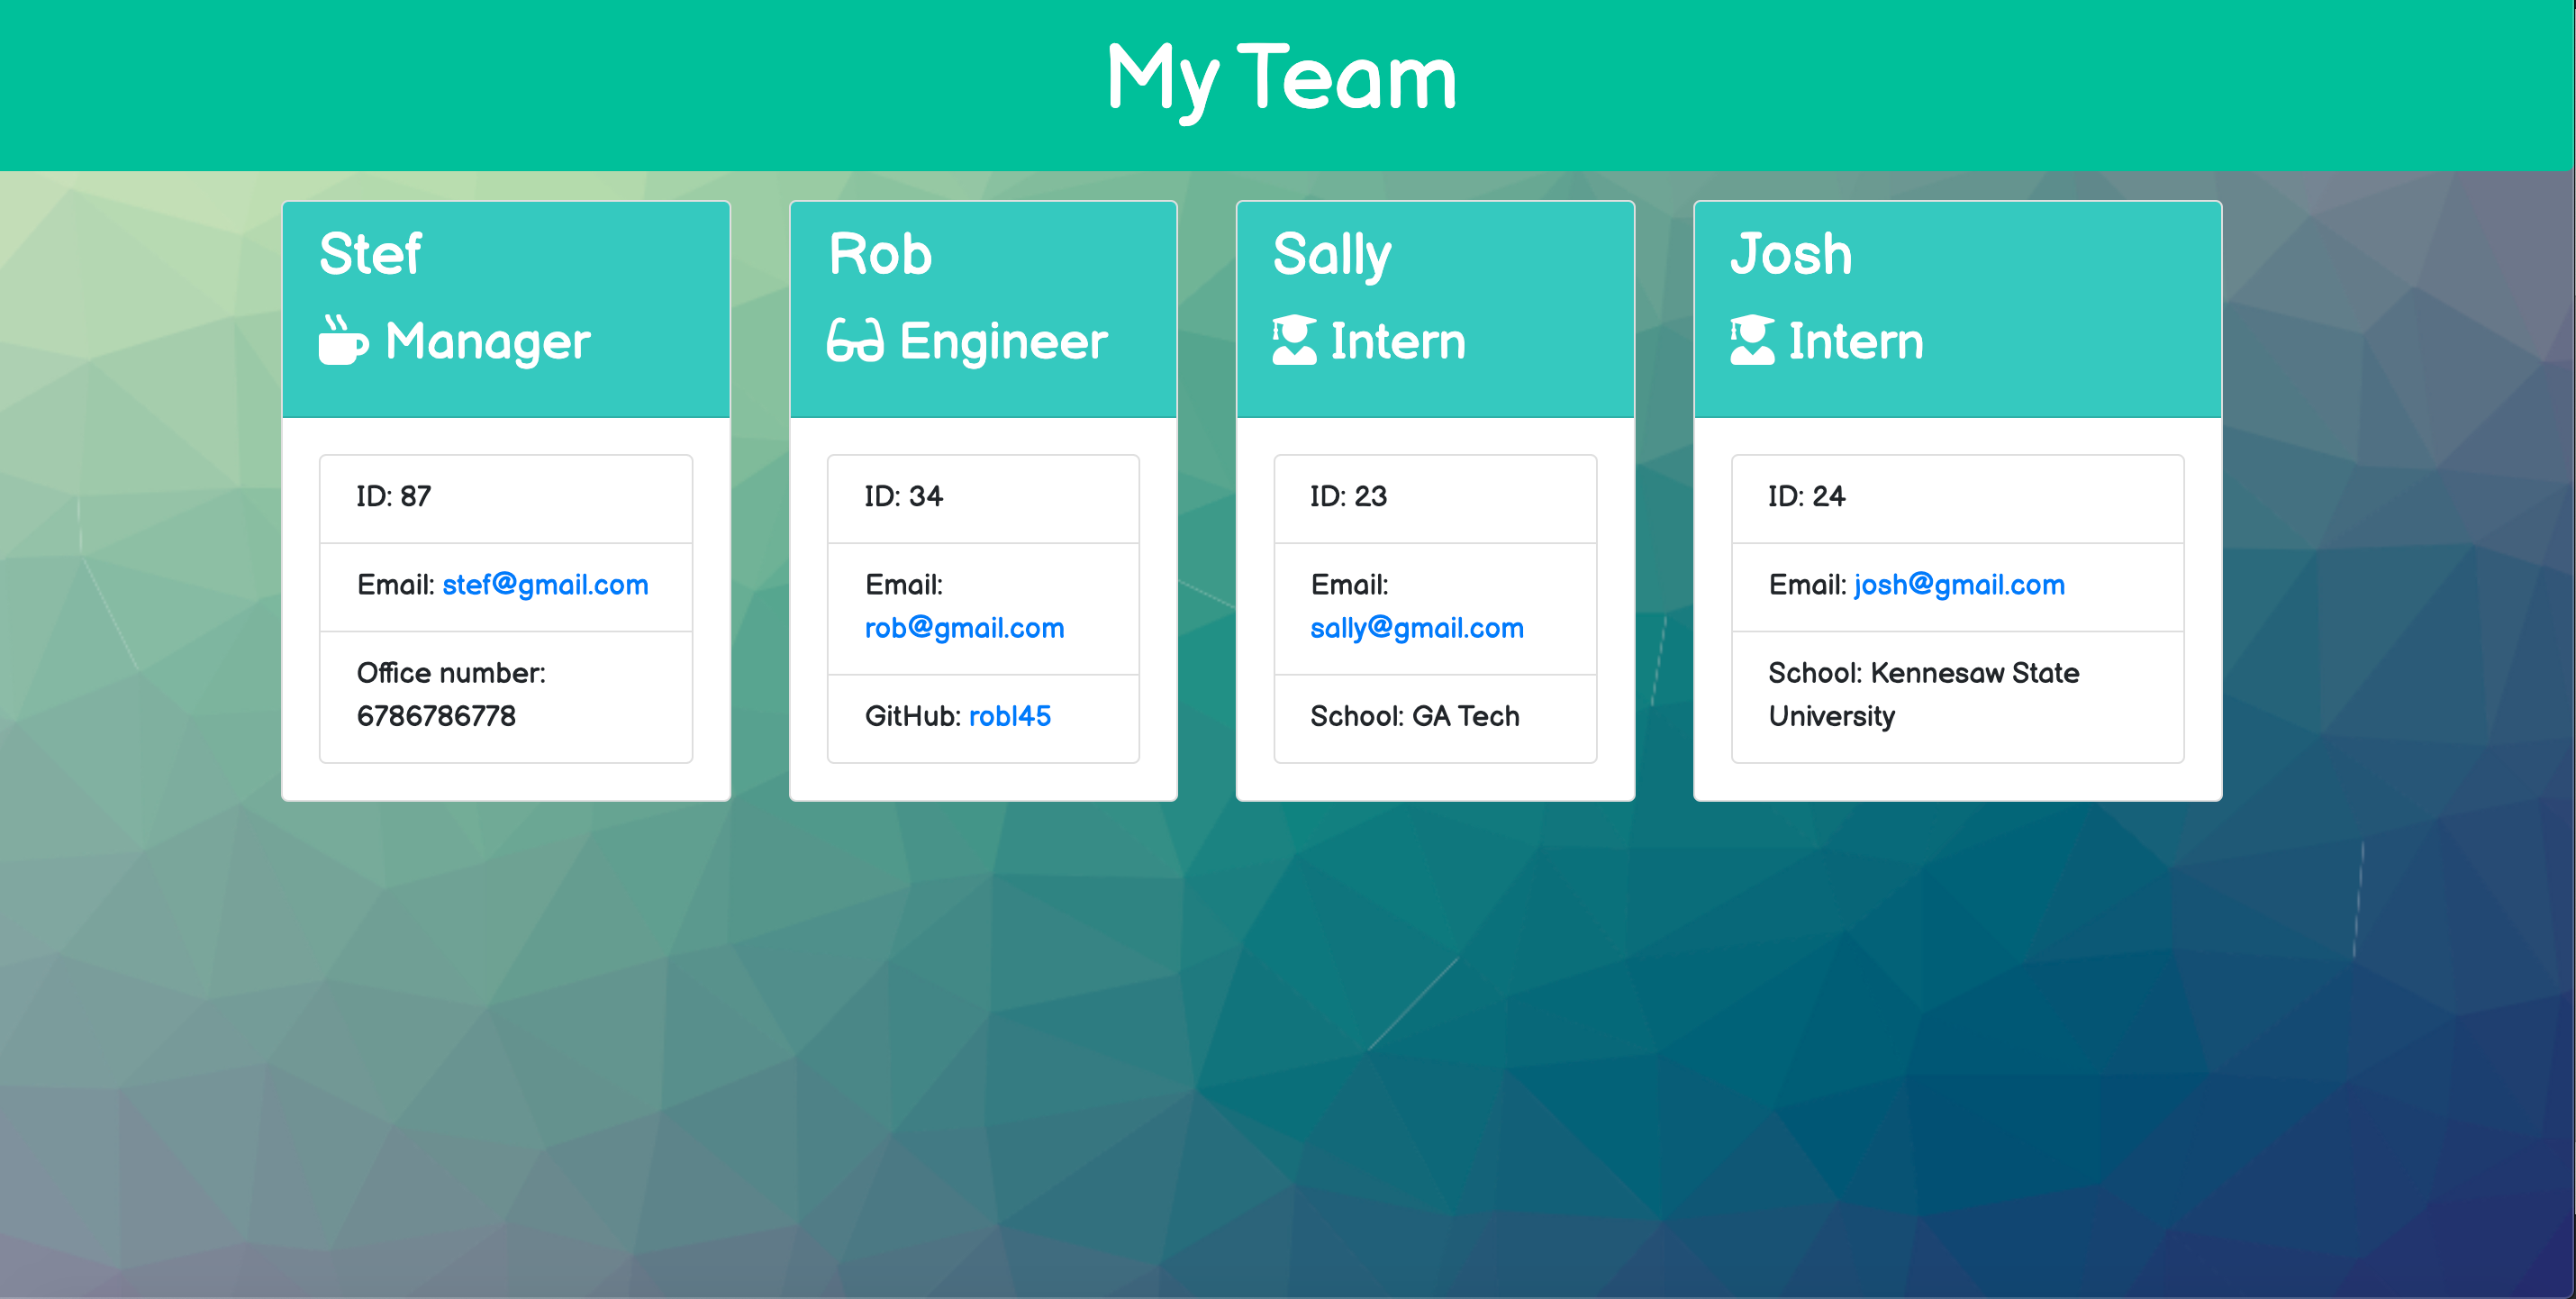 My Team
Stef
Manager
ID: 87
Email: stef@gmail.com
Office number:
6786786778
Rob
Engineer
ID: 34
Email:
rob@gmail.com
GitHub: robl45
Sally
Intern
ID: 23
Email:
sally@gmail.com
School: GA Tech
Josh
Intern
ID: 24
Email: josh@gmail.com
School: Kennesaw State
University